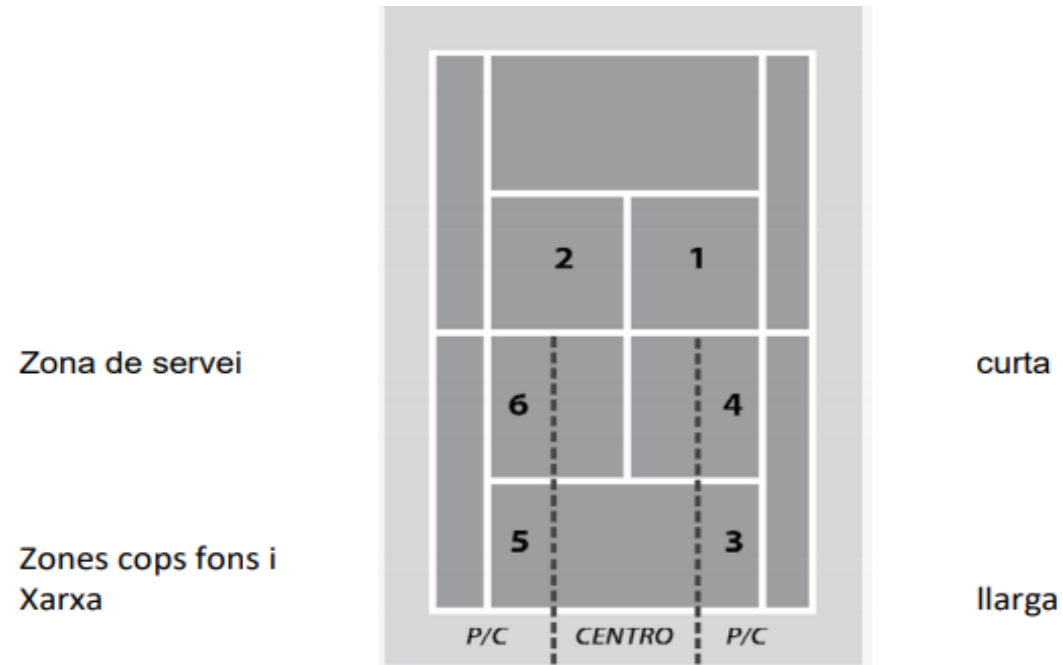 2 1
Zona de servei
curta
6 4
5 3
Zones cops fons i
Xarxa
llarga
P/C CENTRO P/C